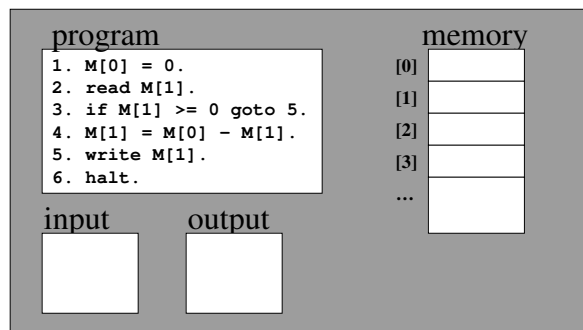 program
1. M[0] = 0.
2. read M[1].
3. if M[1] >= 0 goto 5.
4. M[1] = M[0] − M[1].
5. write M[1].
6. halt.
input
output
memory
[0]
[1]
[2]
[3]
...